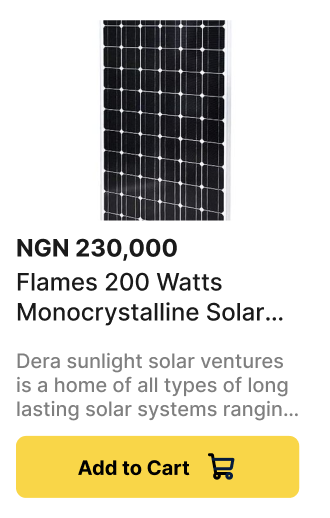 NGN 230,000
Flames 200 Watts
Monocrystalline Solar...
Dera sunlight solar ventures
is a home of all types of long
lasting solar systems rangin...
Add to Cart